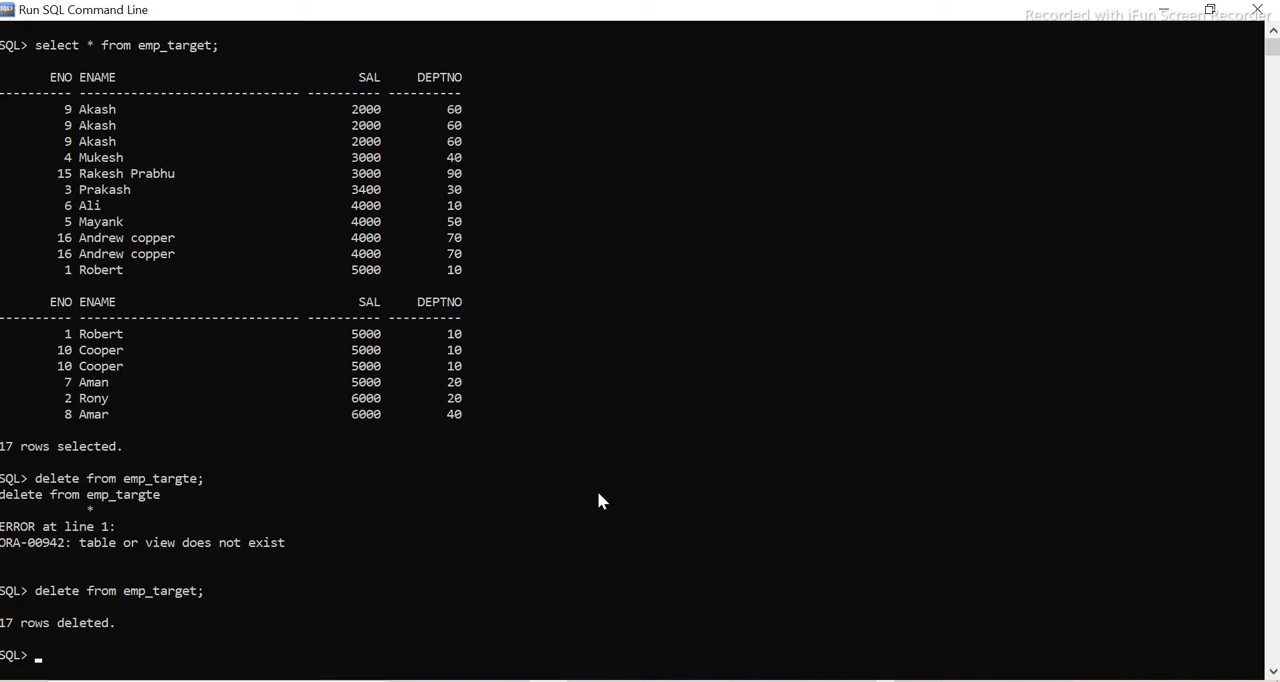 Run SQL Command Line
Recorded with iFun Screen Recorder
SQL> select * from emp_target;
ENO ENAME SAL DEPTNO
---------- ------------------------------ ---------- ----------
9 Akash 2000 60
9 Akash 2000 60
9 Akash 2000 60
4 Mukesh 3000 40
15 Rakesh Prabhu 3000 90
3 Prakash 3400 30
6 Ali 4000 10
5 Mayank 4000 50
16 Andrew copper 4000 70
16 Andrew copper 4000 70
1 Robert 5000 10
ENO ENAME SAL DEPTNO
---------- ------------------------------ ---------- ----------
1 Robert 5000 10
10 Cooper 5000 10
10 Cooper 5000 10
7 Aman 5000 20
2 Rony 6000 20
8 Amar 6000 40
17 rows selected.
SQL> delete from emp_targte;
delete from emp_targte
*
ERROR at line 1:
ORA-00942: table or view does not exist
SQL> delete from emp_target;
17 rows deleted.
SQL>